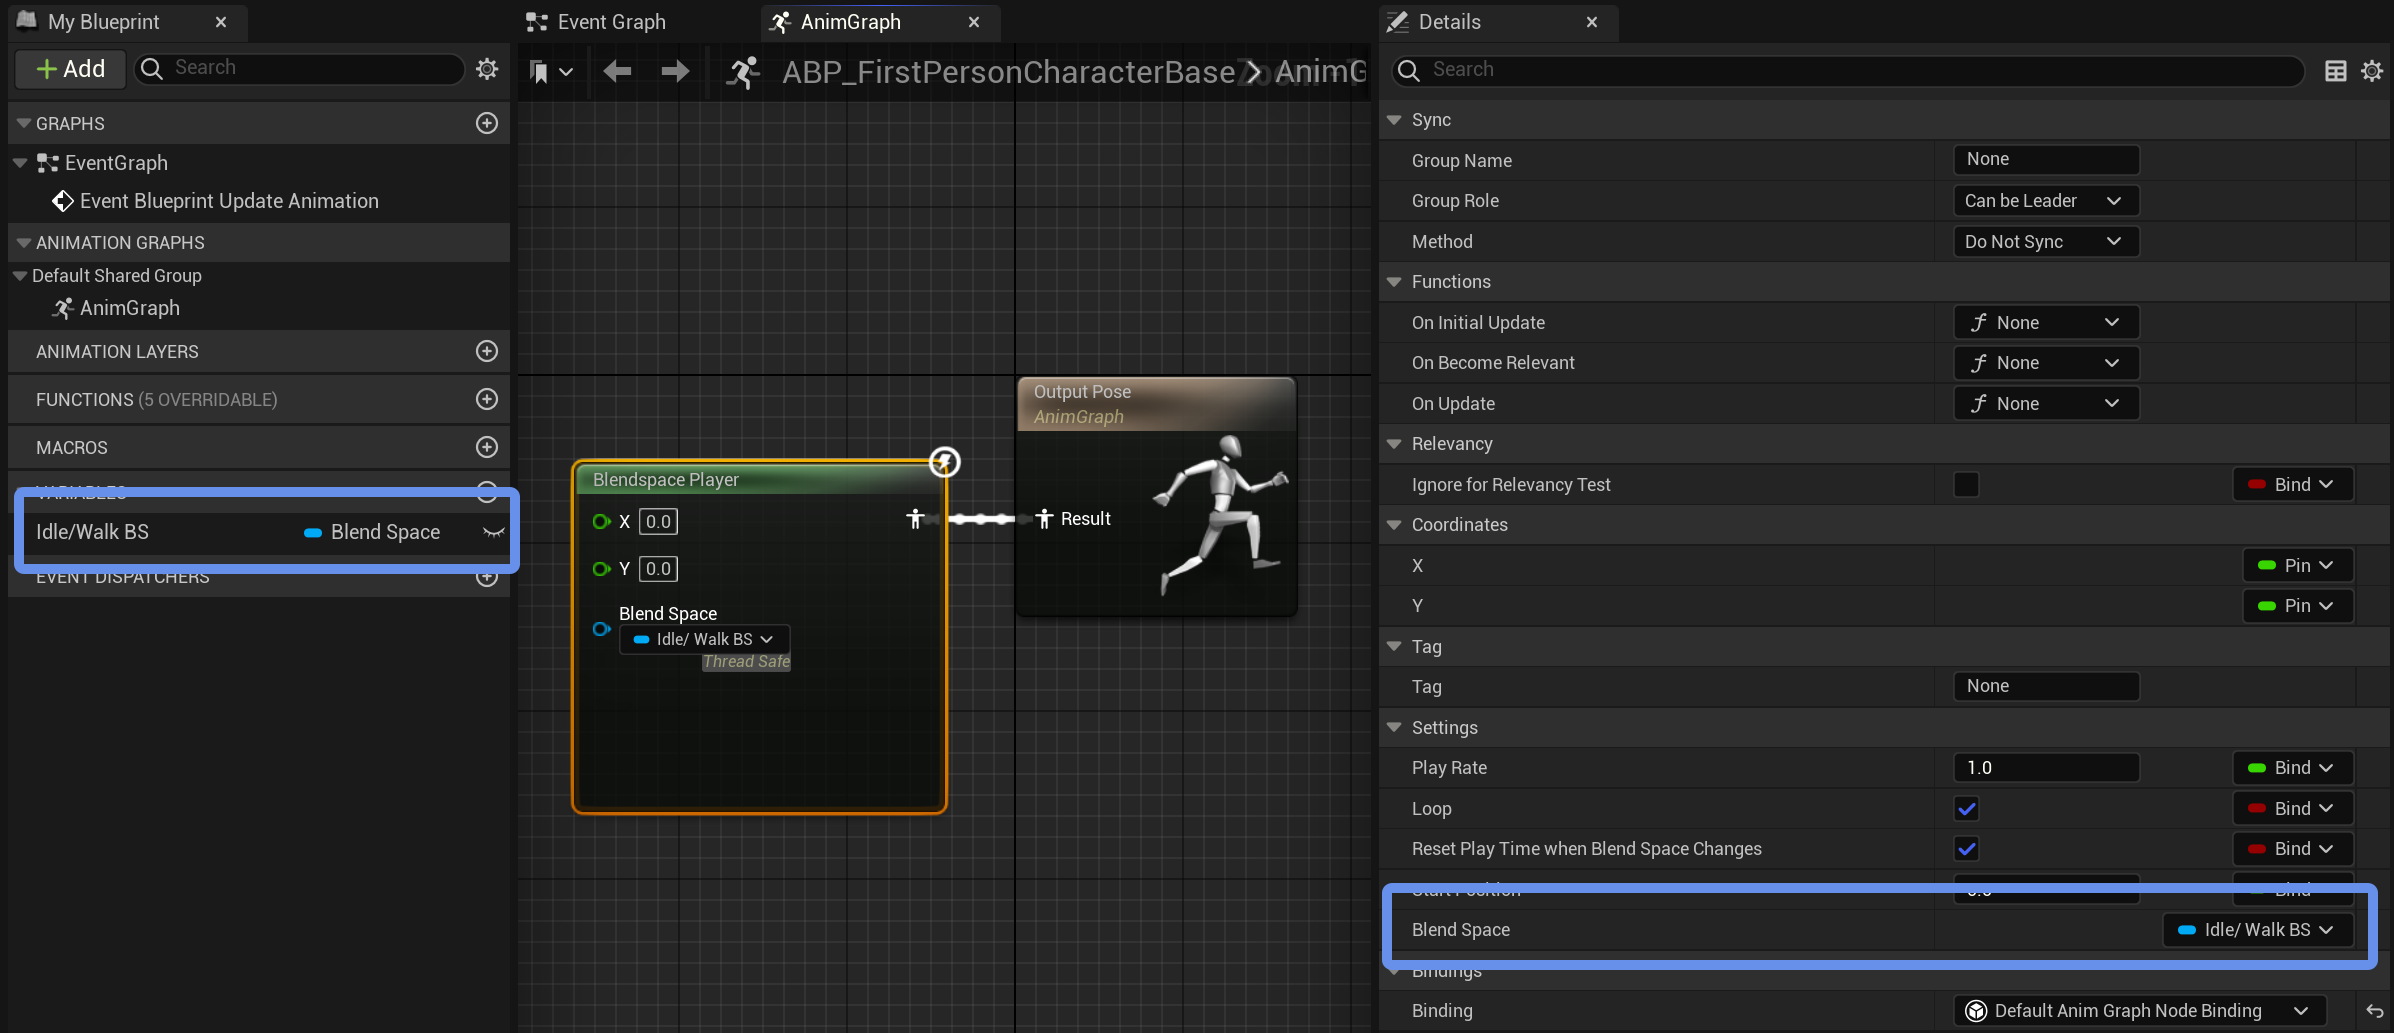 My Blueprint
Add
Search
GRAPHS
EventGraph
Event Blueprint Update Animation
ANIMATION GRAPHS
Default Shared Group
AnimGraph
ANIMATION LAYERS
FUNCTIONS (5 OVERRIDABLE)
MACROS
VARIABLES
Idle/Walk BS
Blend Space
EVENT DISPATCHERS
Event Graph
AnimGraph
ABP_FirstPersonCharacterBase > AnimG
Blendspace Player
X 0.0
Y 0.0
Blend Space
Idle/ Walk BS
Thread Safe
Output Pose
AnimGraph
Result
Details
Search
Sync
Group Name None
Group Role Can be Leader
Method Do Not Sync
Functions
On Initial Update f None
On Become Relevant f None
On Update f None
Relevancy
Ignore for Relevancy Test Bind
Coordinates
X Pin
Y Pin
Tag
Tag None
Settings
Play Rate 1.0 Bind
Loop Bind
Reset Play Time when Blend Space Changes Bind
Start Position 0.0 Bind
Blend Space Idle/ Walk BS
Bindings
Binding Default Anim Graph Node Binding